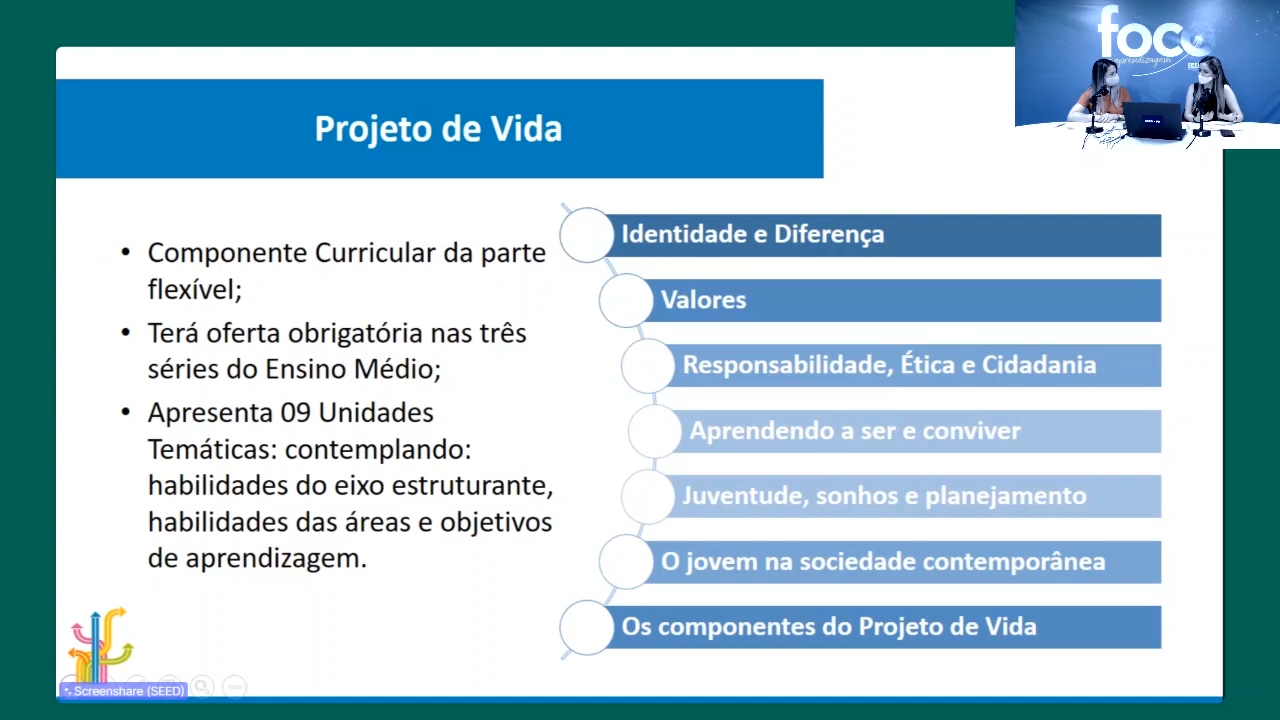 foco
aprendizagem
SEED
Projeto de Vida
• Componente Curricular da parte
flexível;
• Terá oferta obrigatória nas três
séries do Ensino Médio;
• Apresenta 09 Unidades
Temáticas: contemplando:
habilidades do eixo estruturante,
habilidades das áreas e objetivos
de aprendizagem.
Identidade e Diferença
Valores
Responsabilidade, Ética e Cidadania
Aprendendo a ser e conviver
Juventude, sonhos e planejamento
O jovem na sociedade contemporânea
Os componentes do Projeto de Vida
Screenshare (SEED)